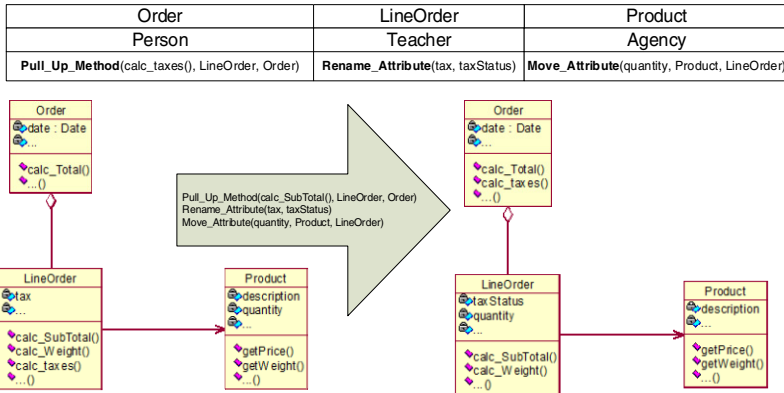 Order LineOrder Product
Person Teacher Agency
Pull_Up_Method(calc_taxes(), LineOrder, Order) Rename_Attribute(tax, taxStatus) Move_Attribute(quantity, Product, LineOrder)
Order
date : Date
...
calc_Total()
...()
LineOrder
tax
...
calc_SubTotal()
calc_Weight()
calc_taxes()
...()
Product
description
quantity
...
getPrice()
getWeight()
...()
Pull_Up_Method(calc_SubTotal(), LineOrder, Order)
Rename_Attribute(tax, taxStatus)
Move_Attribute(quantity, Product, LineOrder)
Order
date : Date
...
calc_Total()
calc_taxes()
...()
LineOrder
taxStatus
quantity
...
calc_SubTotal()
calc_Weight()
...()
Product
description
...
getPrice()
getWeight()
...()